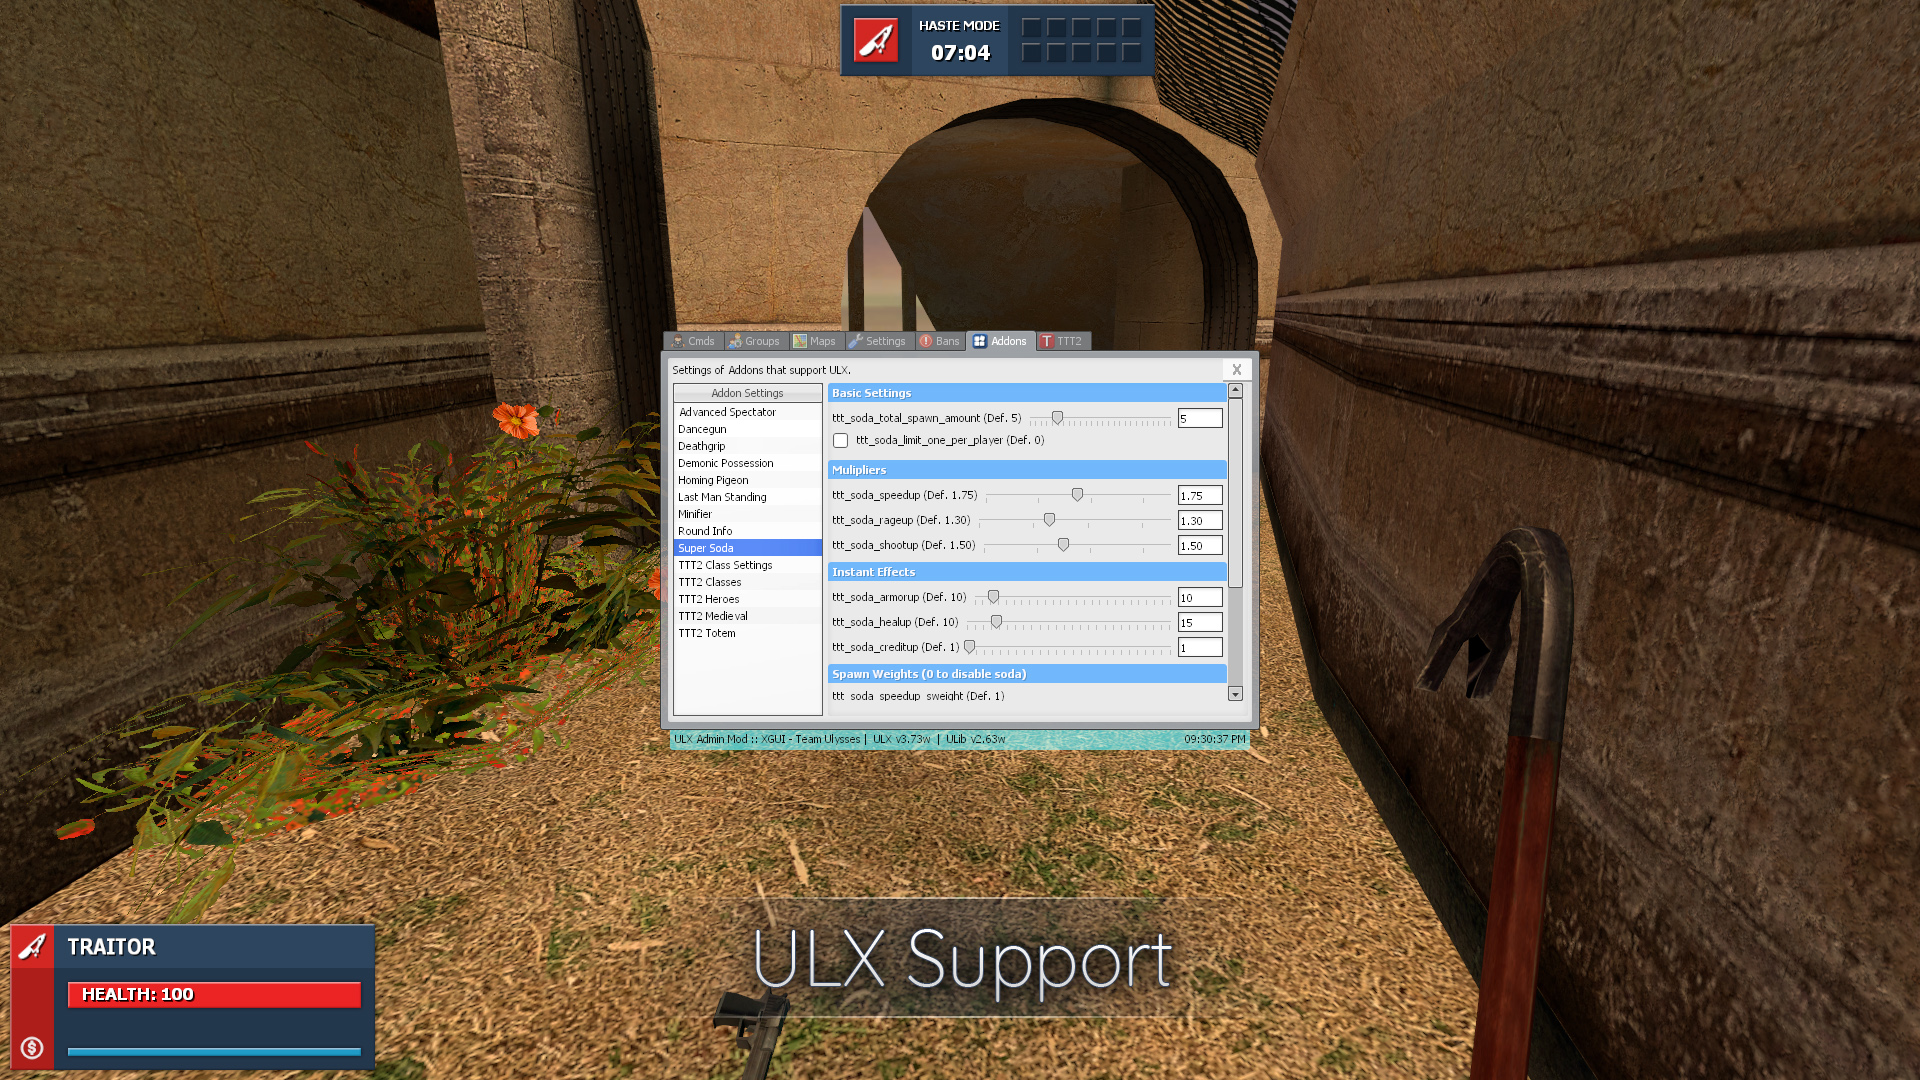 HASTE MODE
07:04
Cmds Groups Maps Settings Bans Addons TTT2
Settings of Addons that support ULX.
X
Addon Settings
Advanced Spectator
Dancegun
Deathgrip
Demonic Possession
Homing Pigeon
Last Man Standing
Minifier
Round Info
Super Soda
TTT2 Class Settings
TTT2 Classes
TTT2 Heroes
TTT2 Medieval
TTT2 Totem
Basic Settings
ttt_soda_total_spawn_amount (Def. 5) 5
ttt_soda_limit_one_per_player (Def. 0)
Mulipliers
ttt_soda_speedup (Def. 1.75) 1.75
ttt_soda_rageup (Def. 1.30) 1.30
ttt_soda_shootup (Def. 1.50) 1.50
Instant Effects
ttt_soda_armorup (Def. 10) 10
ttt_soda_healup (Def. 10) 15
ttt_soda_creditup (Def. 1) 1
Spawn Weights (0 to disable soda)
ttt_soda_speedup_sweight (Def. 1)
ULX Admin Mod :: XGUI - Team Ulysses | ULX v3.73w | ULib v2.63w 09:30:37 PM
ULX Support
TRAITOR
HEALTH: 100